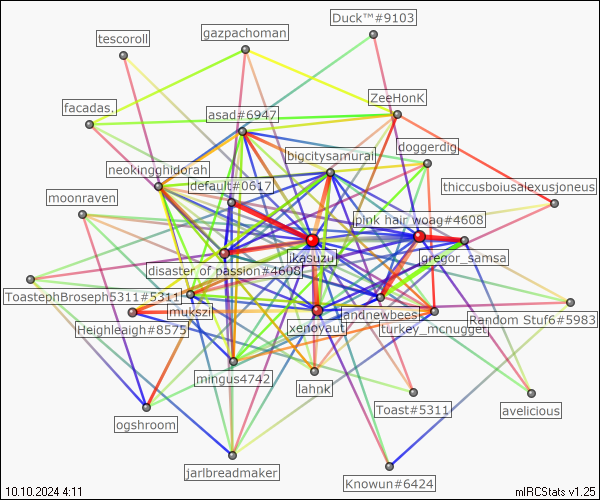 Duck™#9103
gazpachoman
tescoroll
ZeeHonK
facadas.
asad#6947
doggerdig
bigcitysamurai
neokingghidorah
default#0617
thiccusboiusalexusjoneus
moonraven
pink hair woag#4608
gregor_samsa
ikasuzu
disaster of passion#4608
ToastephBroseph5311#5311
mukszi
andnewbees
Random Stuf6#5983
Heighleaigh#8575
xenoyaut
turkey_mcnugget
mingus4742
lahnk
Toast#5311
avelicious
ogshroom
jarlbreadmaker
Knowun#6424
10.10.2024 4:11
mIRCStats v1.25